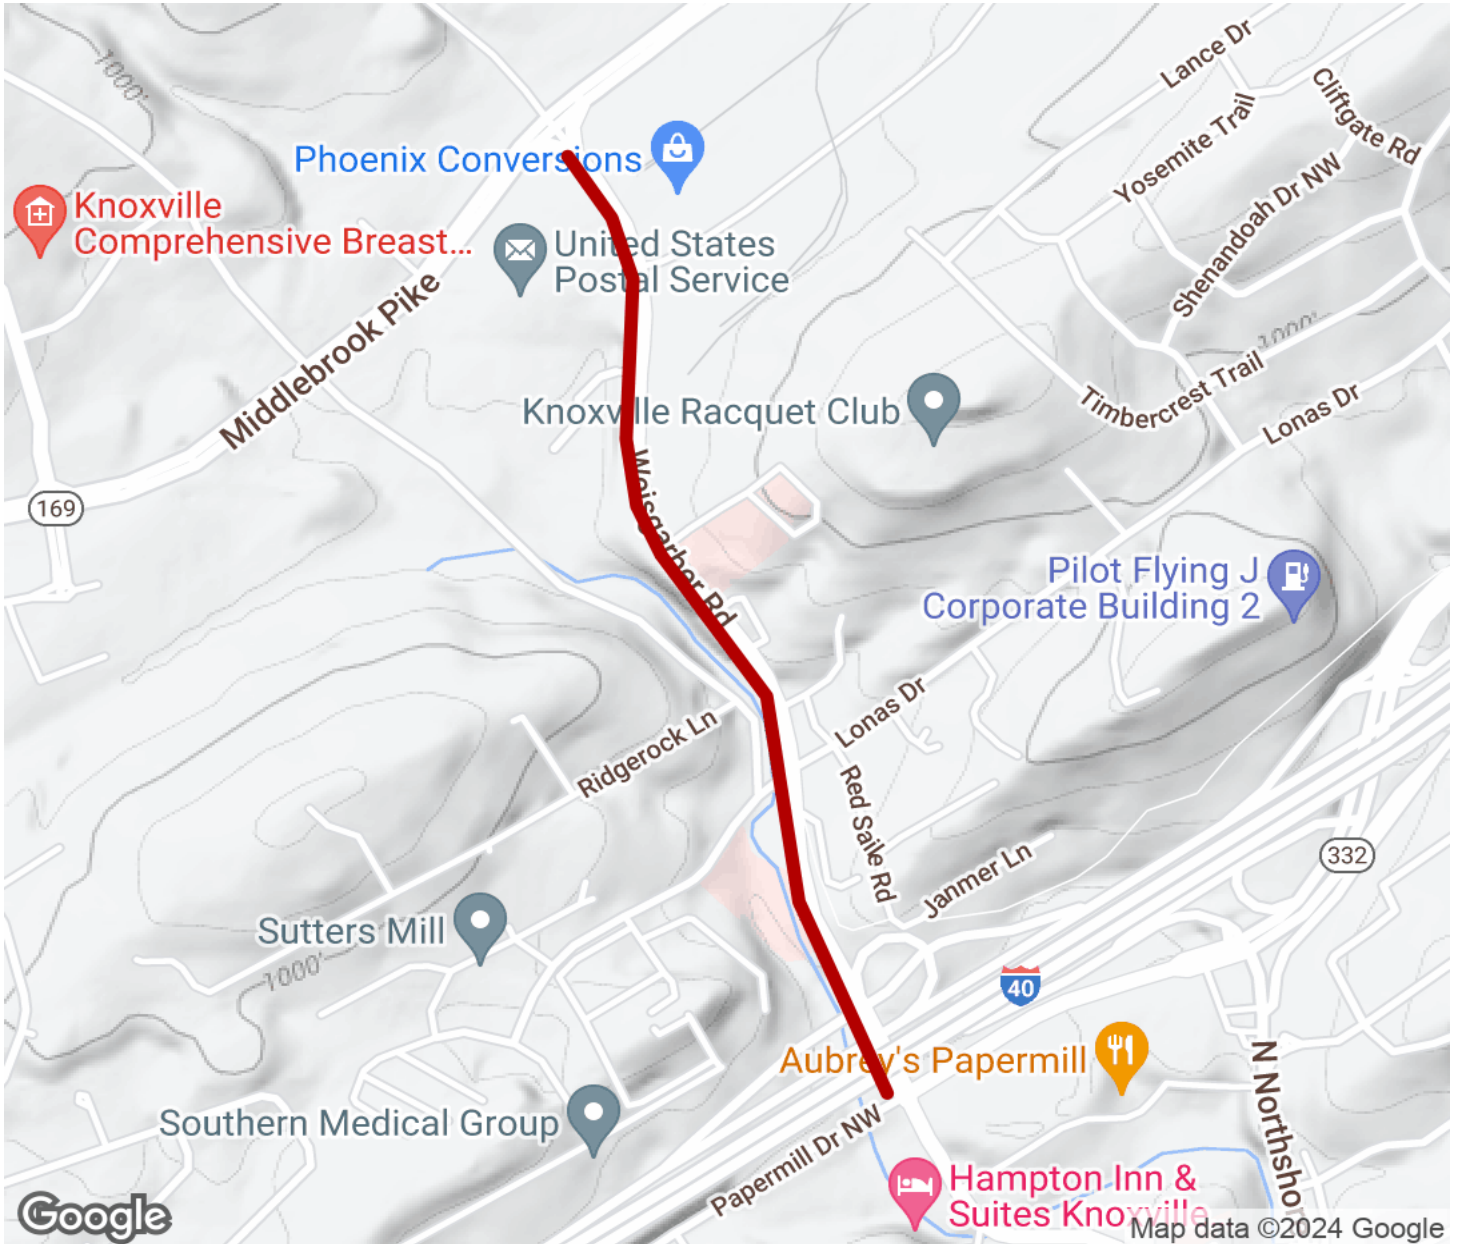 1000'
Lance Dr
Cliftgate Rd
Yosemite Trail
Phoenix Conversions
Shenandoah Dr NW
Knoxville
Comprehensive Breast...
United States
Postal Service
Middlebrook Pike
1000'
Timbercrest Trail
Knoxville Racquet Club
Lonas Dr
Weisgarber Rd
169
Pilot Flying J
Corporate Building 2
Lonas Dr
Ridgerock Ln
Red Saile Rd
Janmer Ln
332
Sutters Mill
1000'
40
Aubrey's Papermill
N Northshor
Southern Medical Group
Papermill Dr NW
Hampton Inn &
Suites Knoxville
Google
Map data ©2024 Google